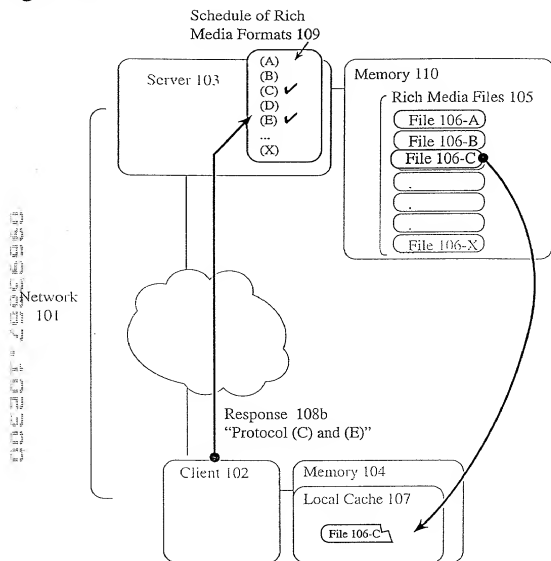 Schedule of Rich
Media Formats 109
Server 103
(A)
(B)
(C) ✓
(D)
(E) ✓
...
(X)
Memory 110
Rich Media Files 105
File 106-A
File 106-B
File 106-C
.
.
.
File 106-X
Network
101
Response 108b
"Protocol (C) and (E)"
Client 102
Memory 104
Local Cache 107
File 106-C